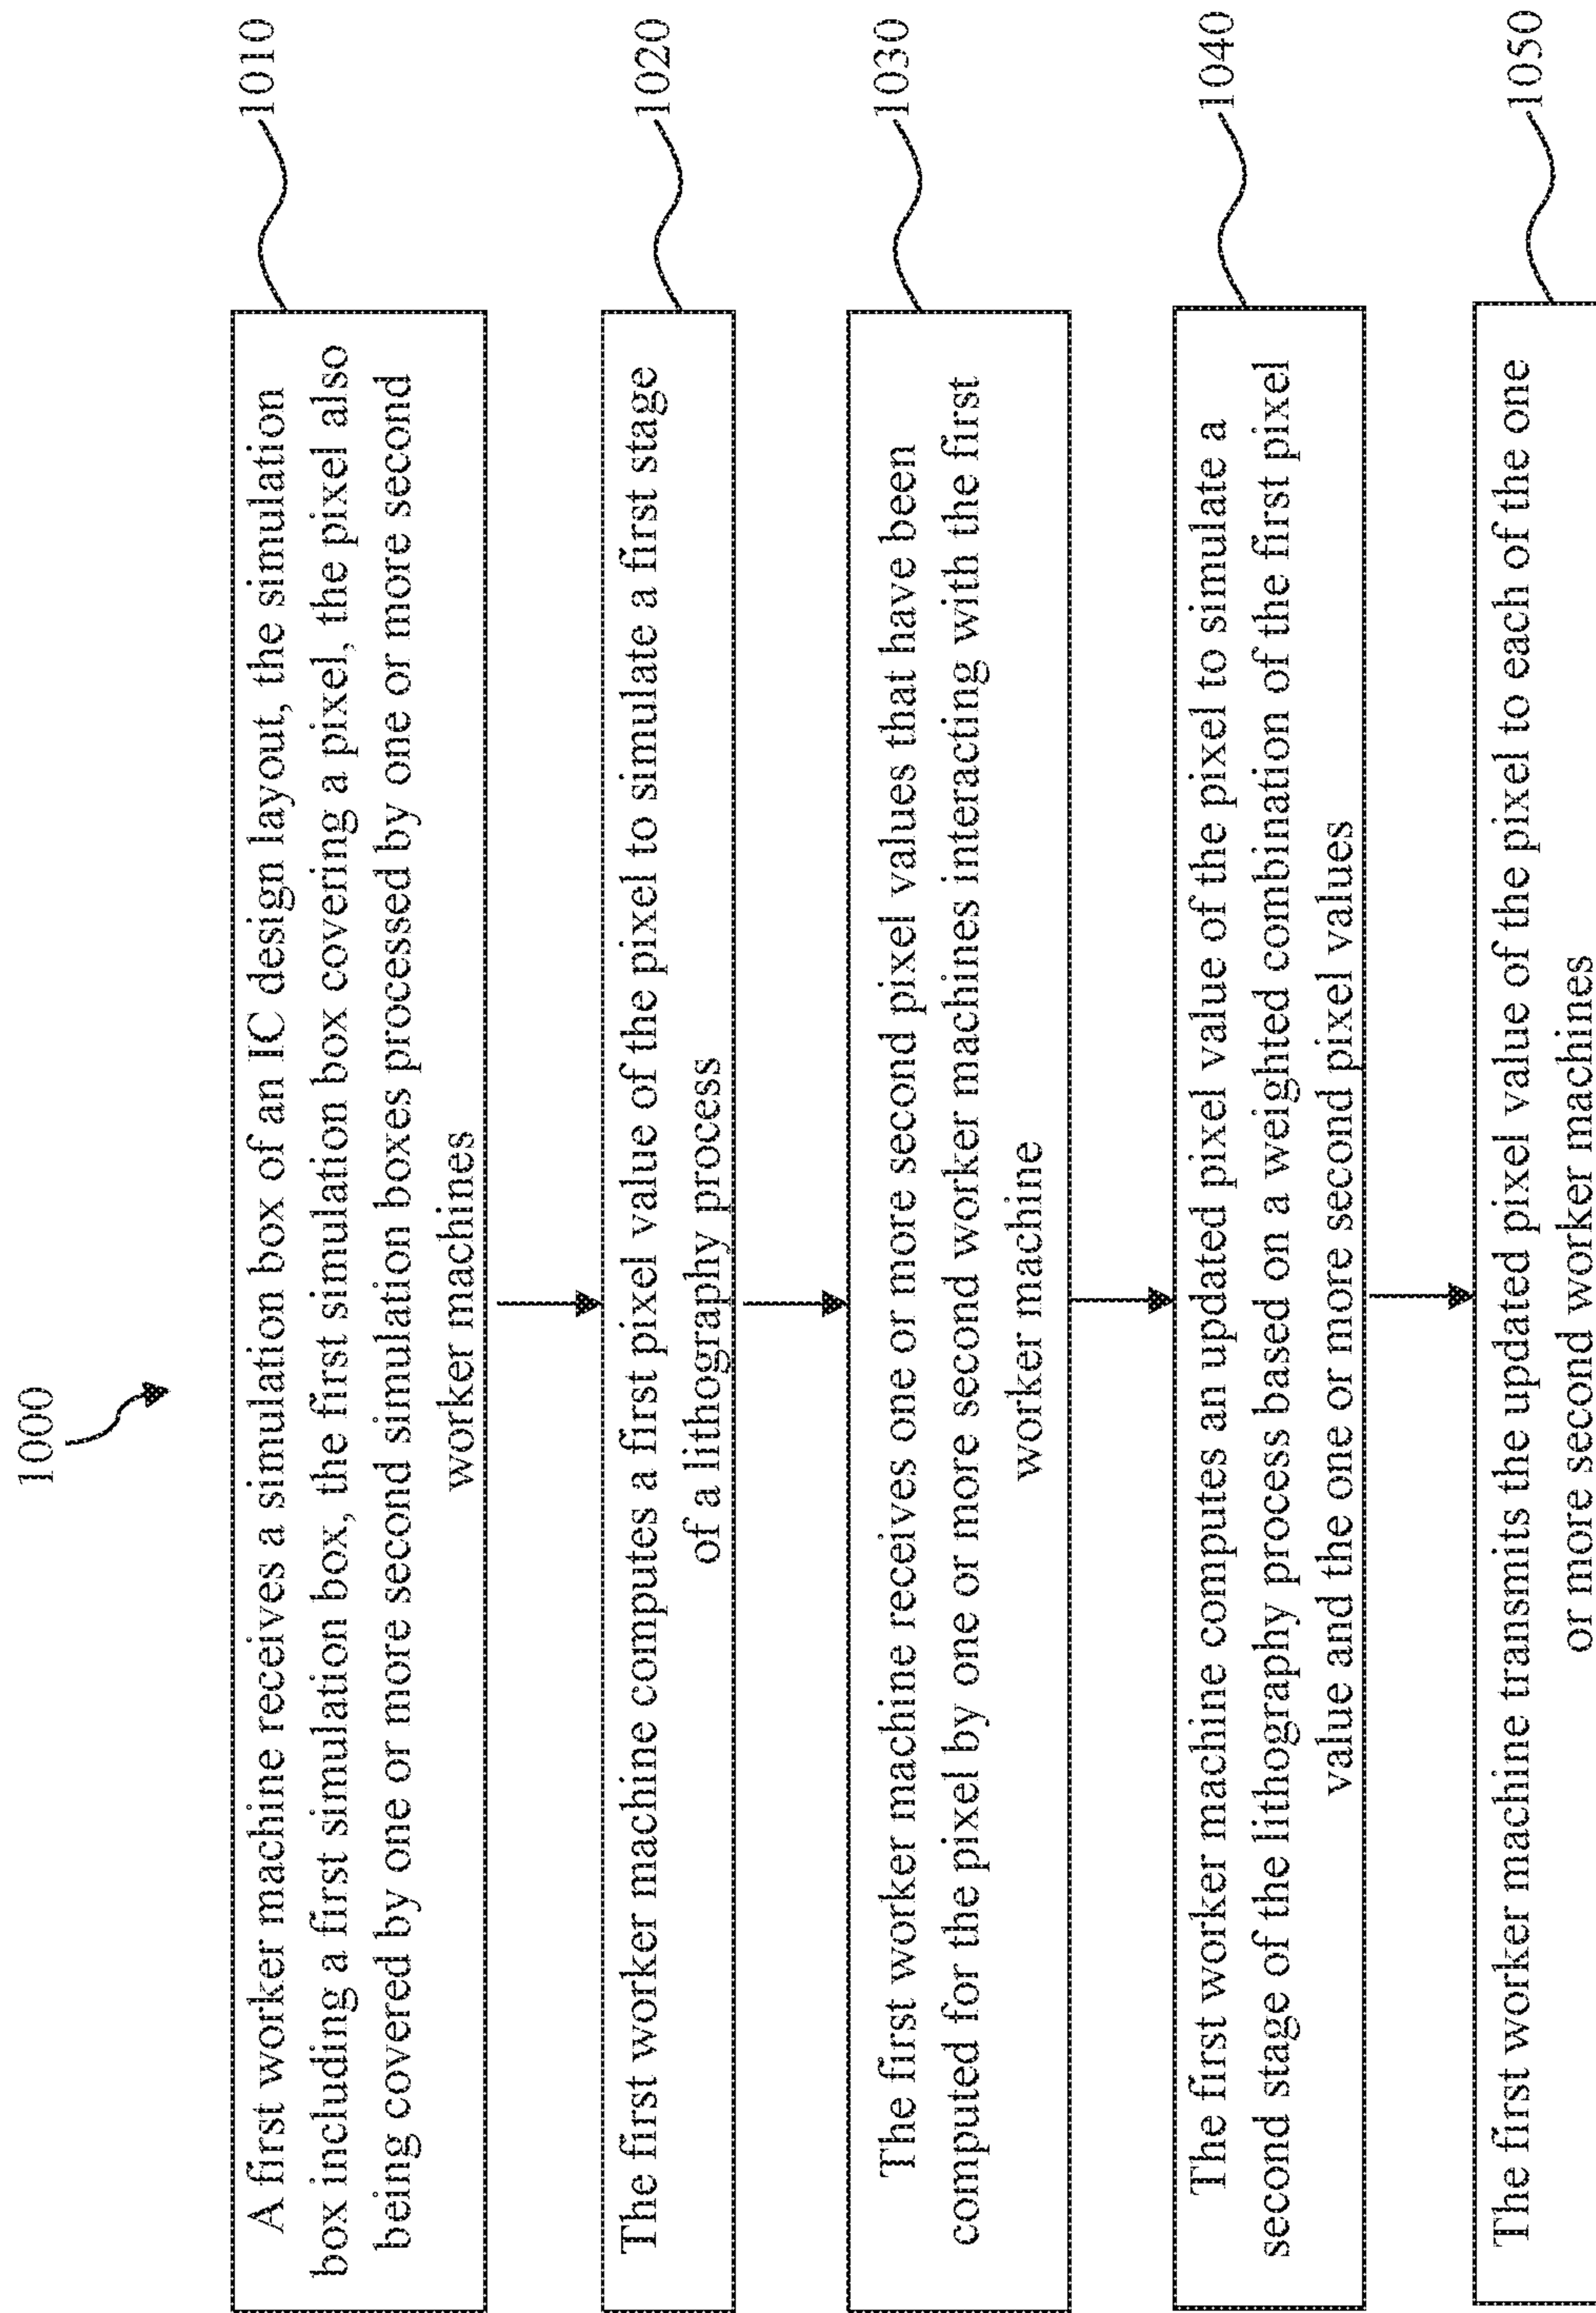 1000
A first worker machine receives a simulation box of an IC design layout, the simulation
box including a first simulation box, the first simulation box covering a pixel, the pixel also
being covered by one or more second simulation boxes processed by one or more second
worker machines
1010
The first worker machine computes a first pixel value of the pixel to simulate a first stage
of a lithography process
1020
The first worker machine receives one or more second pixel values that have been
computed for the pixel by one or more second worker machines interacting with the first
worker machine
1030
The first worker machine computes an updated pixel value of the pixel to simulate a
second stage of the lithography process based on a weighted combination of the first pixel
value and the one or more second pixel values
1040
The first worker machine transmits the updated pixel value of the pixel to each of the one
or more second worker machines
1050